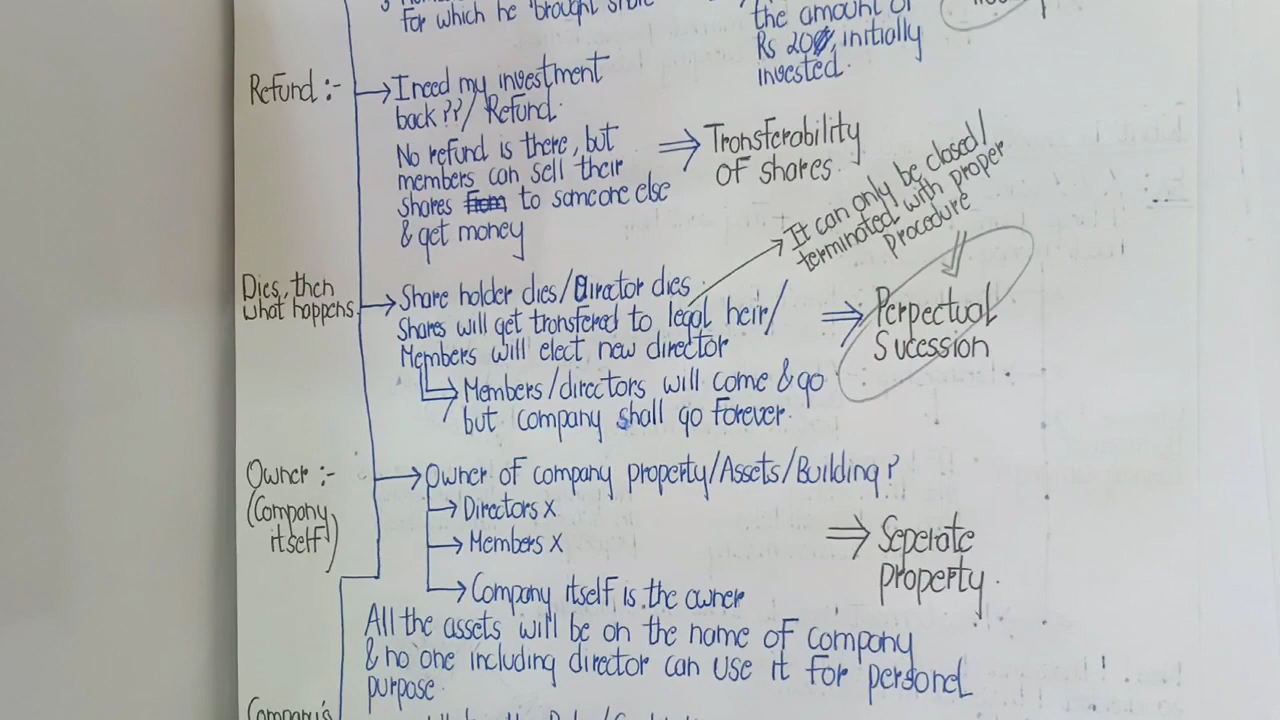 for which he brought share
the amount of
Rs 200, initially
invested.
Refund :-
→ I need my investment
back??/ Refund.
No refund is there, but
members can sell their
shares from to someone else
& get money
⇒ Transferability
of shares.
Dies, then
what happens.
→ Share holder dies/Director dies
Shares will get transfered to legal heir/
Members will elect new director
→ Members/directors will come & go
but company shall go forever.
→ It can only be closed/
terminated with proper
procedure
⇒ Perpectual
Sucession
Owner :-
(Company
itself)
→ Owner of company property/Assets/Building?
→ Directors x
→ Members x
→ Company itself is the owner
⇒ Seperate
property.
All the assets will be on the name of company
& no one including director can use it for personal
purpose.
Company's